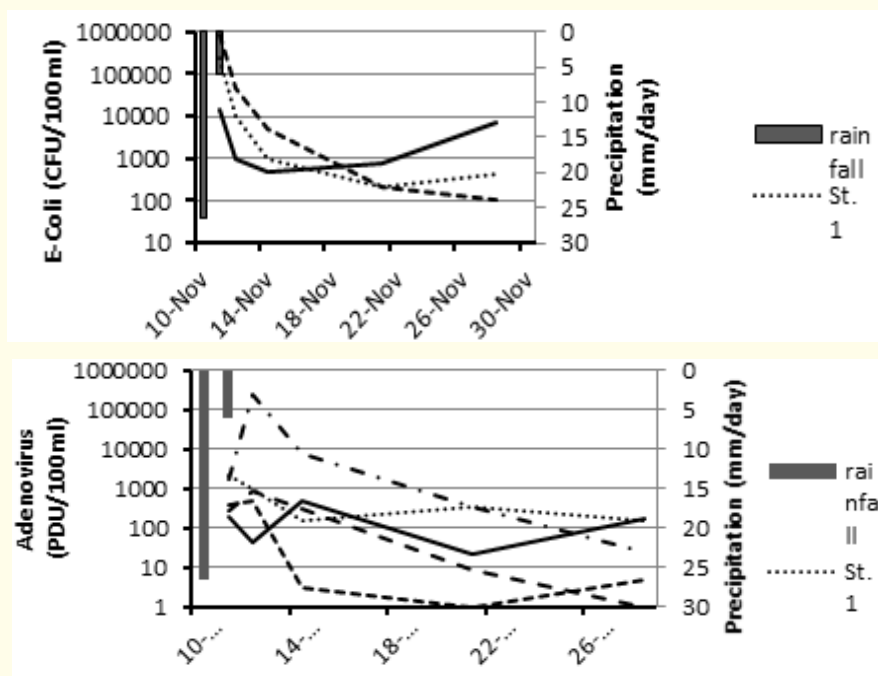 E-Coli (CFU/100ml)
1000000
100000
10000
1000
100
10
0
5
10
15
20
25
30
Precipitation
(mm/day)
10-Nov
14-Nov
18-Nov
22-Nov
26-Nov
30-Nov
rain
fall
St.
1
Adenovirus
(PDU/100ml)
1000000
100000
10000
1000
100
10
1
0
5
10
15
20
25
30
Precipitation (mm/day)
10-...
14-...
18-...
22-...
26-...
rai
nfa
ll
St.
1